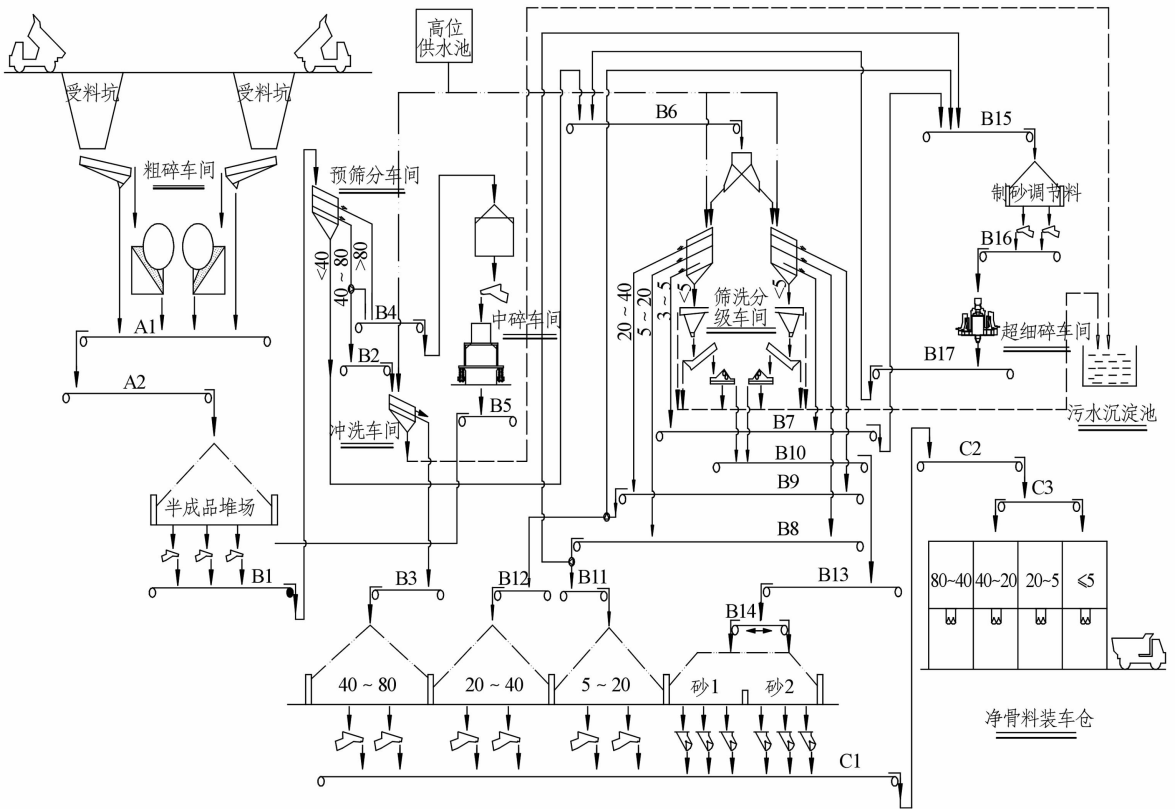 高位
供水池
受料坑
受料坑
粗碎车间
预筛分车间
<40
40~80
>80
B4
B2
中碎车间
B5
冲洗车间
A1
A2
半成品堆场
B1
B6
<5
<5
20~40
5~20
3~5
筛洗分
级车间
B7
B10
B9
B8
B15
制砂调节料
B16
超细碎车间
B17
污水沉淀池
B3
B12
B11
B13
B14
40~80
20~40
5~20
砂1
砂2
C1
C2
C3
80~40
40~20
20~5
≤5
净骨料装车仓